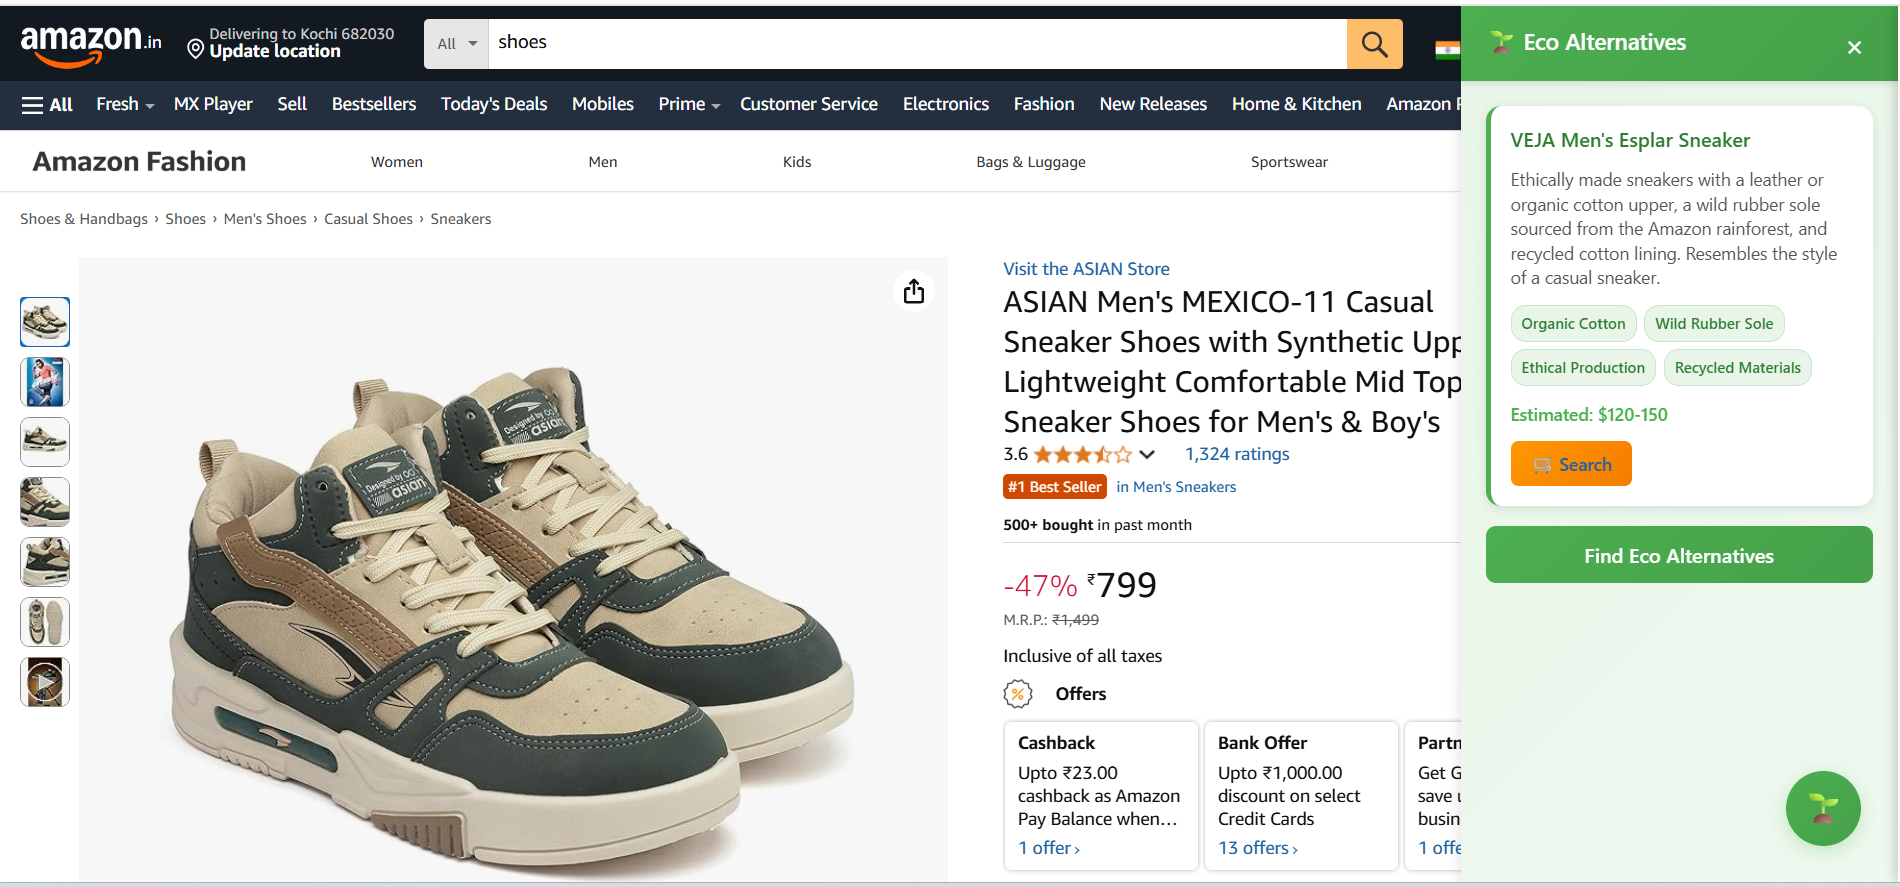 amazon.in
Delivering to Kochi 682030
Update location
All
shoes
All
Fresh
MX Player
Sell
Bestsellers
Today's Deals
Mobiles
Prime
Customer Service
Electronics
Fashion
New Releases
Home & Kitchen
Amazon
Amazon Fashion
Women
Men
Kids
Bags & Luggage
Sportswear
Shoes & Handbags › Shoes › Men's Shoes › Casual Shoes › Sneakers
Designed by
asian
Designed by
asian
Visit the ASIAN Store
ASIAN Men's MEXICO-11 Casual
Sneaker Shoes with Synthetic Upp
Lightweight Comfortable Mid Top
Sneaker Shoes for Men's & Boy's
3.6
1,324 ratings
#1 Best Seller
in Men's Sneakers
500+ bought in past month
-47% ₹799
M.R.P.: ₹1,499
Inclusive of all taxes
Offers
Cashback
Upto ₹23.00
cashback as Amazon
Pay Balance when…
1 offer ›
Bank Offer
Upto ₹1,000.00
discount on select
Credit Cards
13 offers ›
Partn
Get G
save u
busin
1 offe
Eco Alternatives
×
VEJA Men's Esplar Sneaker
Ethically made sneakers with a leather or
organic cotton upper, a wild rubber sole
sourced from the Amazon rainforest, and
recycled cotton lining. Resembles the style
of a casual sneaker.
Organic Cotton
Wild Rubber Sole
Ethical Production
Recycled Materials
Estimated: $120-150
Search
Find Eco Alternatives